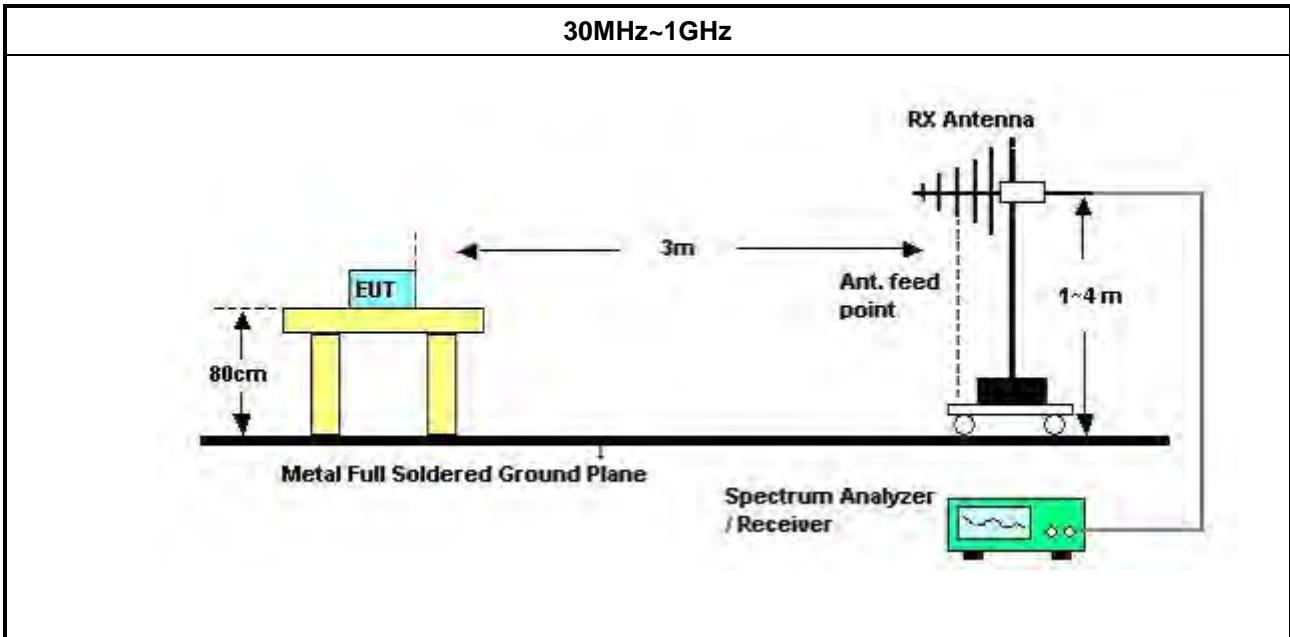 30MHz~1GHz
RX Antenna
3m
EUT
Ant. feed
point
1~4 m
80cm
Metal Full Soldered Ground Plane
Spectrum Analyzer
/ Receiver